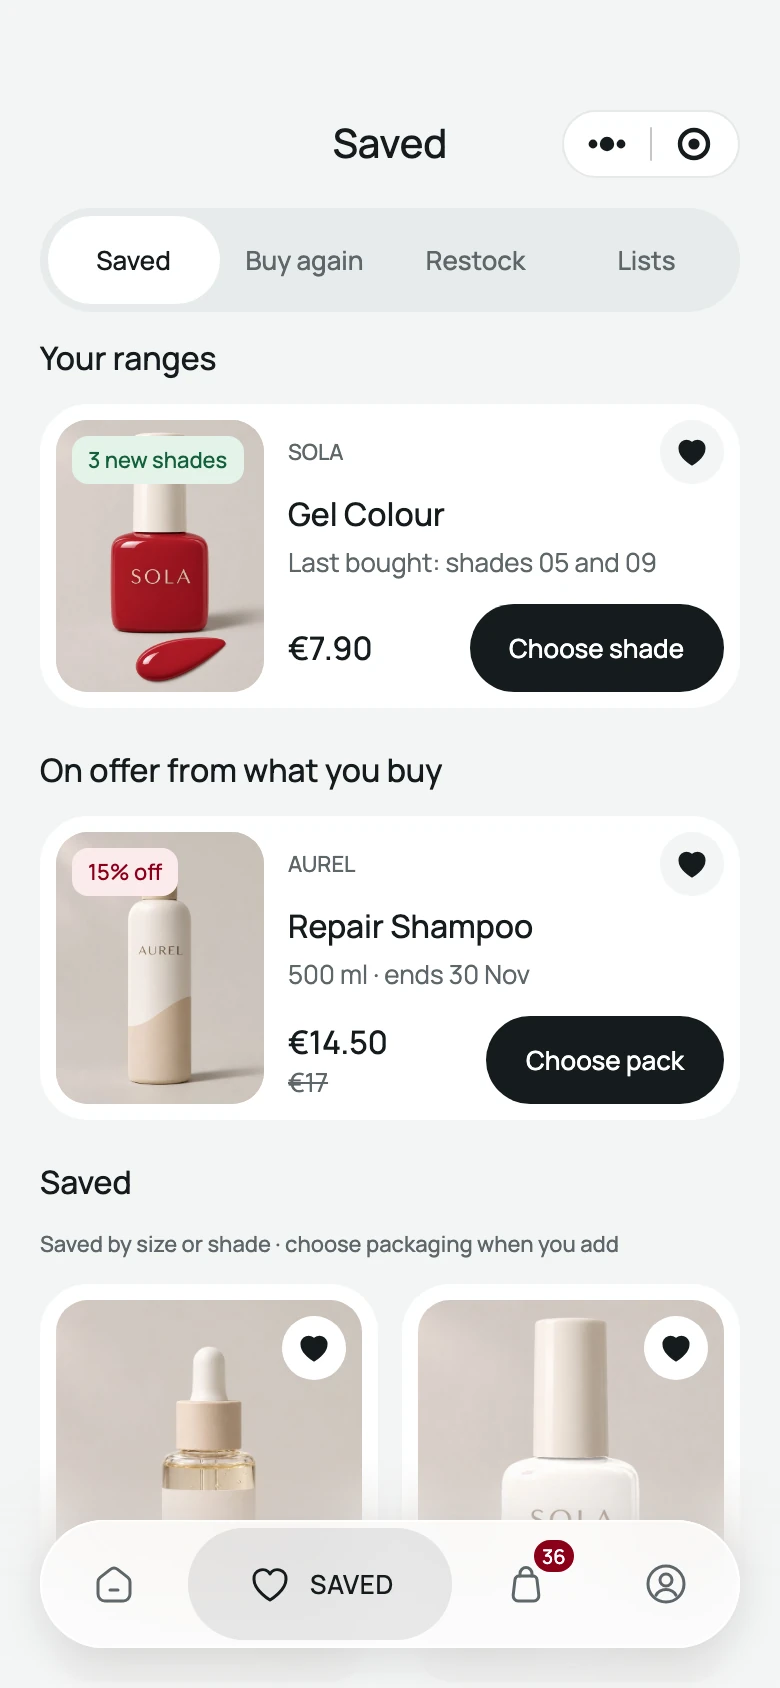 Saved
Saved
Buy again
Restock
Lists
Your ranges
3 new shades
SOLA
SOLA
Gel Colour
Last bought: shades 05 and 09
€7.90
Choose shade
On offer from what you buy
15% off
AUREL
AUREL
Repair Shampoo
500 ml · ends 30 Nov
€14.50
€17
Choose pack
Saved
Saved by size or shade · choose packaging when you add
SOLA
SAVED
36